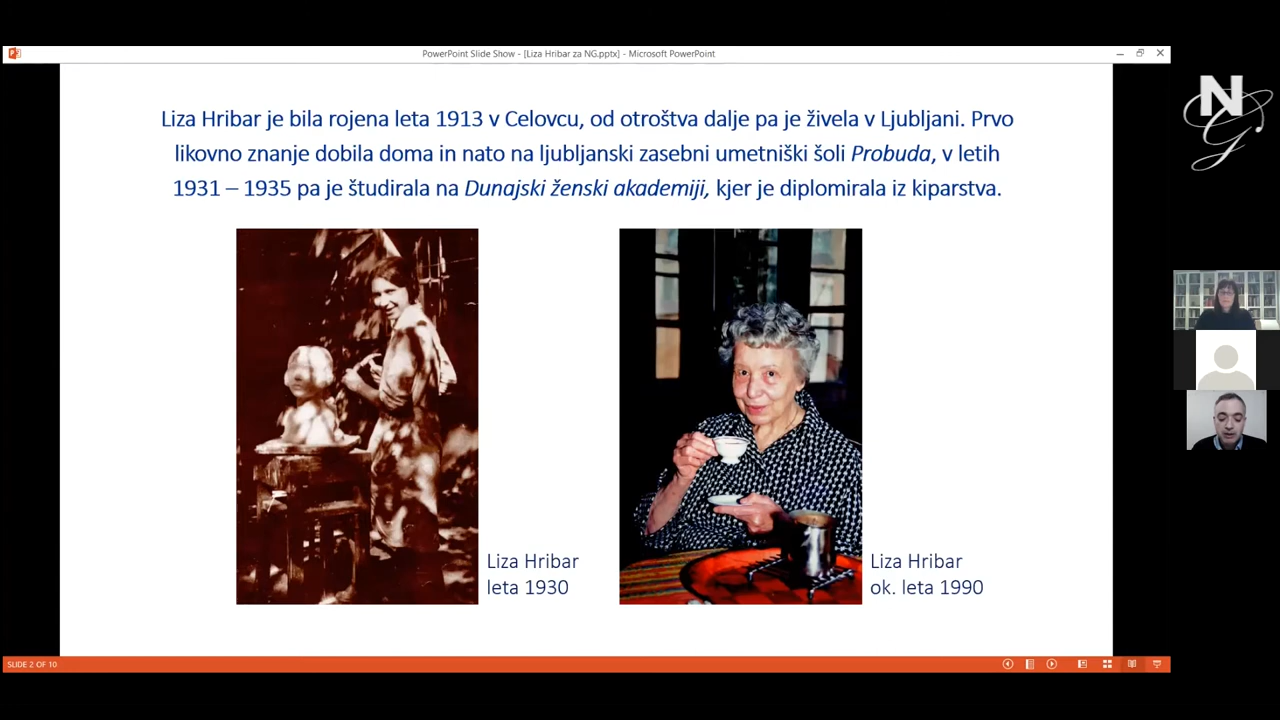 PowerPoint Slide Show - [Liza Hribar za NG.pptx] - Microsoft PowerPoint
Liza Hribar je bila rojena leta 1913 v Celovcu, od otroštva dalje pa je živela v Ljubljani. Prvo
likovno znanje dobila doma in nato na ljubljanski zasebni umetniški šoli Probuda, v letih
1931 – 1935 pa je študirala na Dunajski ženski akademiji, kjer je diplomirala iz kiparstva.
Liza Hribar
leta 1930
Liza Hribar
ok. leta 1990
SLIDE 2 OF 10
NG